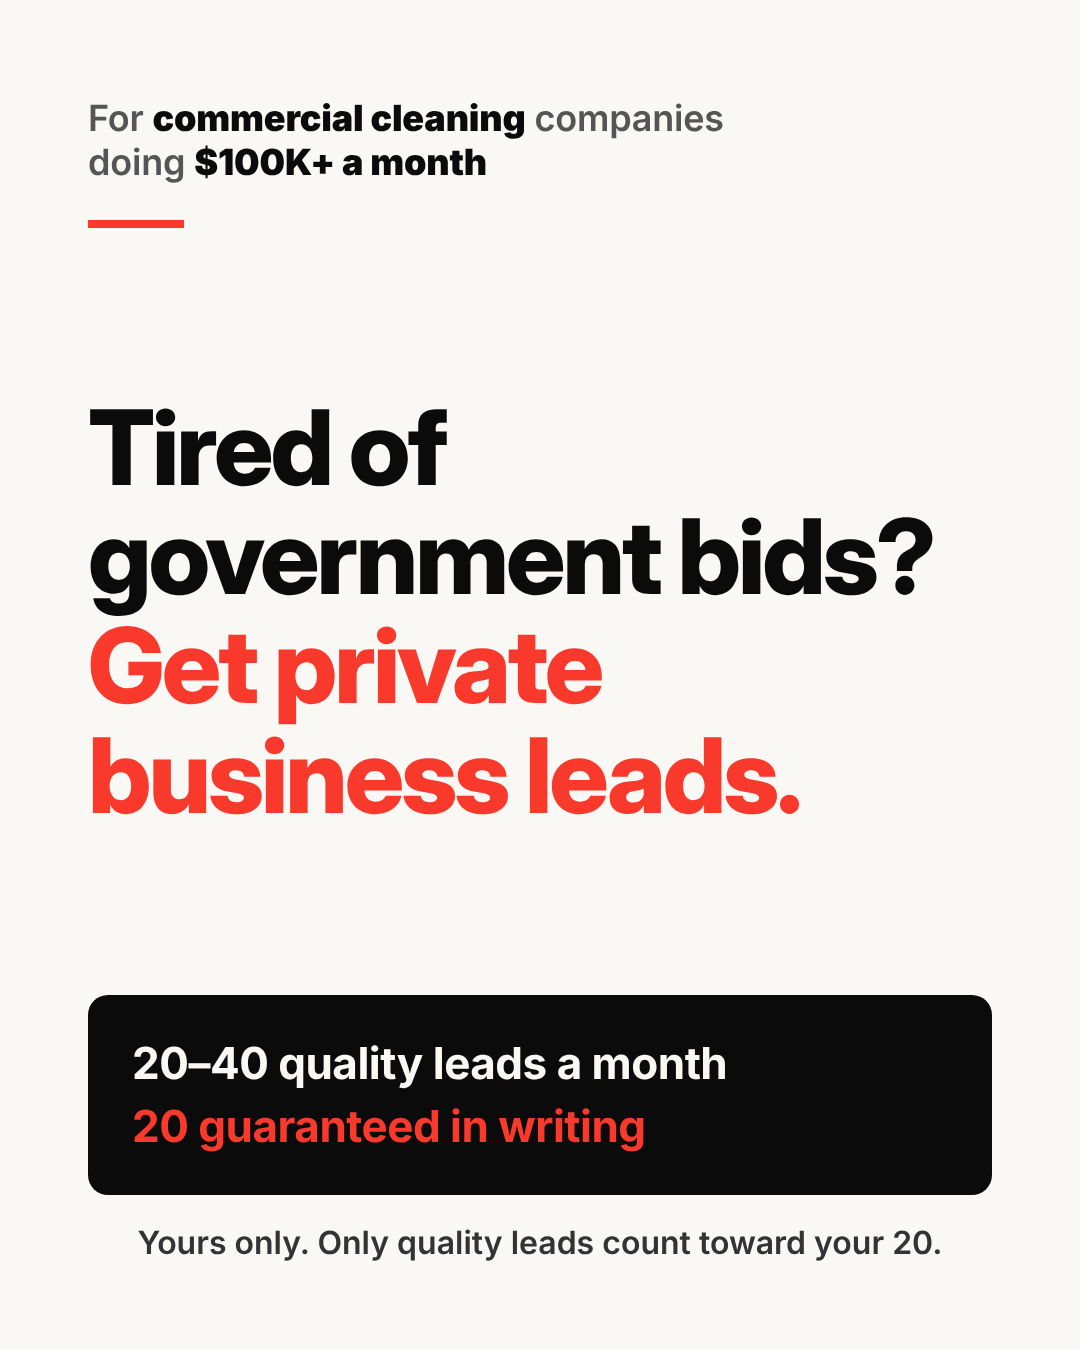 For commercial cleaning companies
doing $100K+ a month
Tired of
government bids?
Get private
business leads.
20–40 quality leads a month
20 guaranteed in writing
Yours only. Only quality leads count toward your 20.